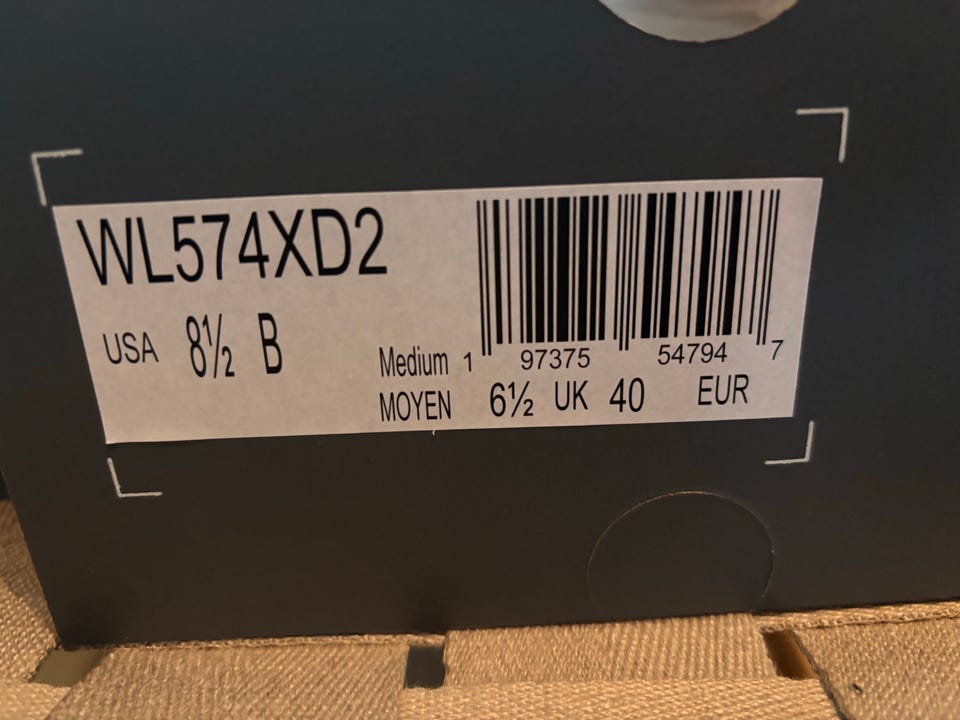 WL574XD2
USA 8½ B
Medium 1 97375 54794 7
MOYEN 6½ UK 40 EUR